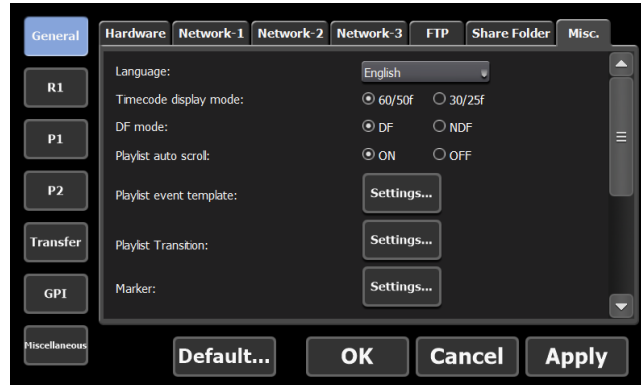 General
R1
P1
P2
Transfer
GPI
Miscellaneous
Hardware Network-1 Network-2 Network-3 FTP Share Folder Misc.
Language: English
Timecode display mode: 60/50f 30/25f
DF mode: DF NDF
Playlist auto scroll: ON OFF
Playlist event template: Settings...
Playlist Transition: Settings...
Marker: Settings...
Default... OK Cancel Apply